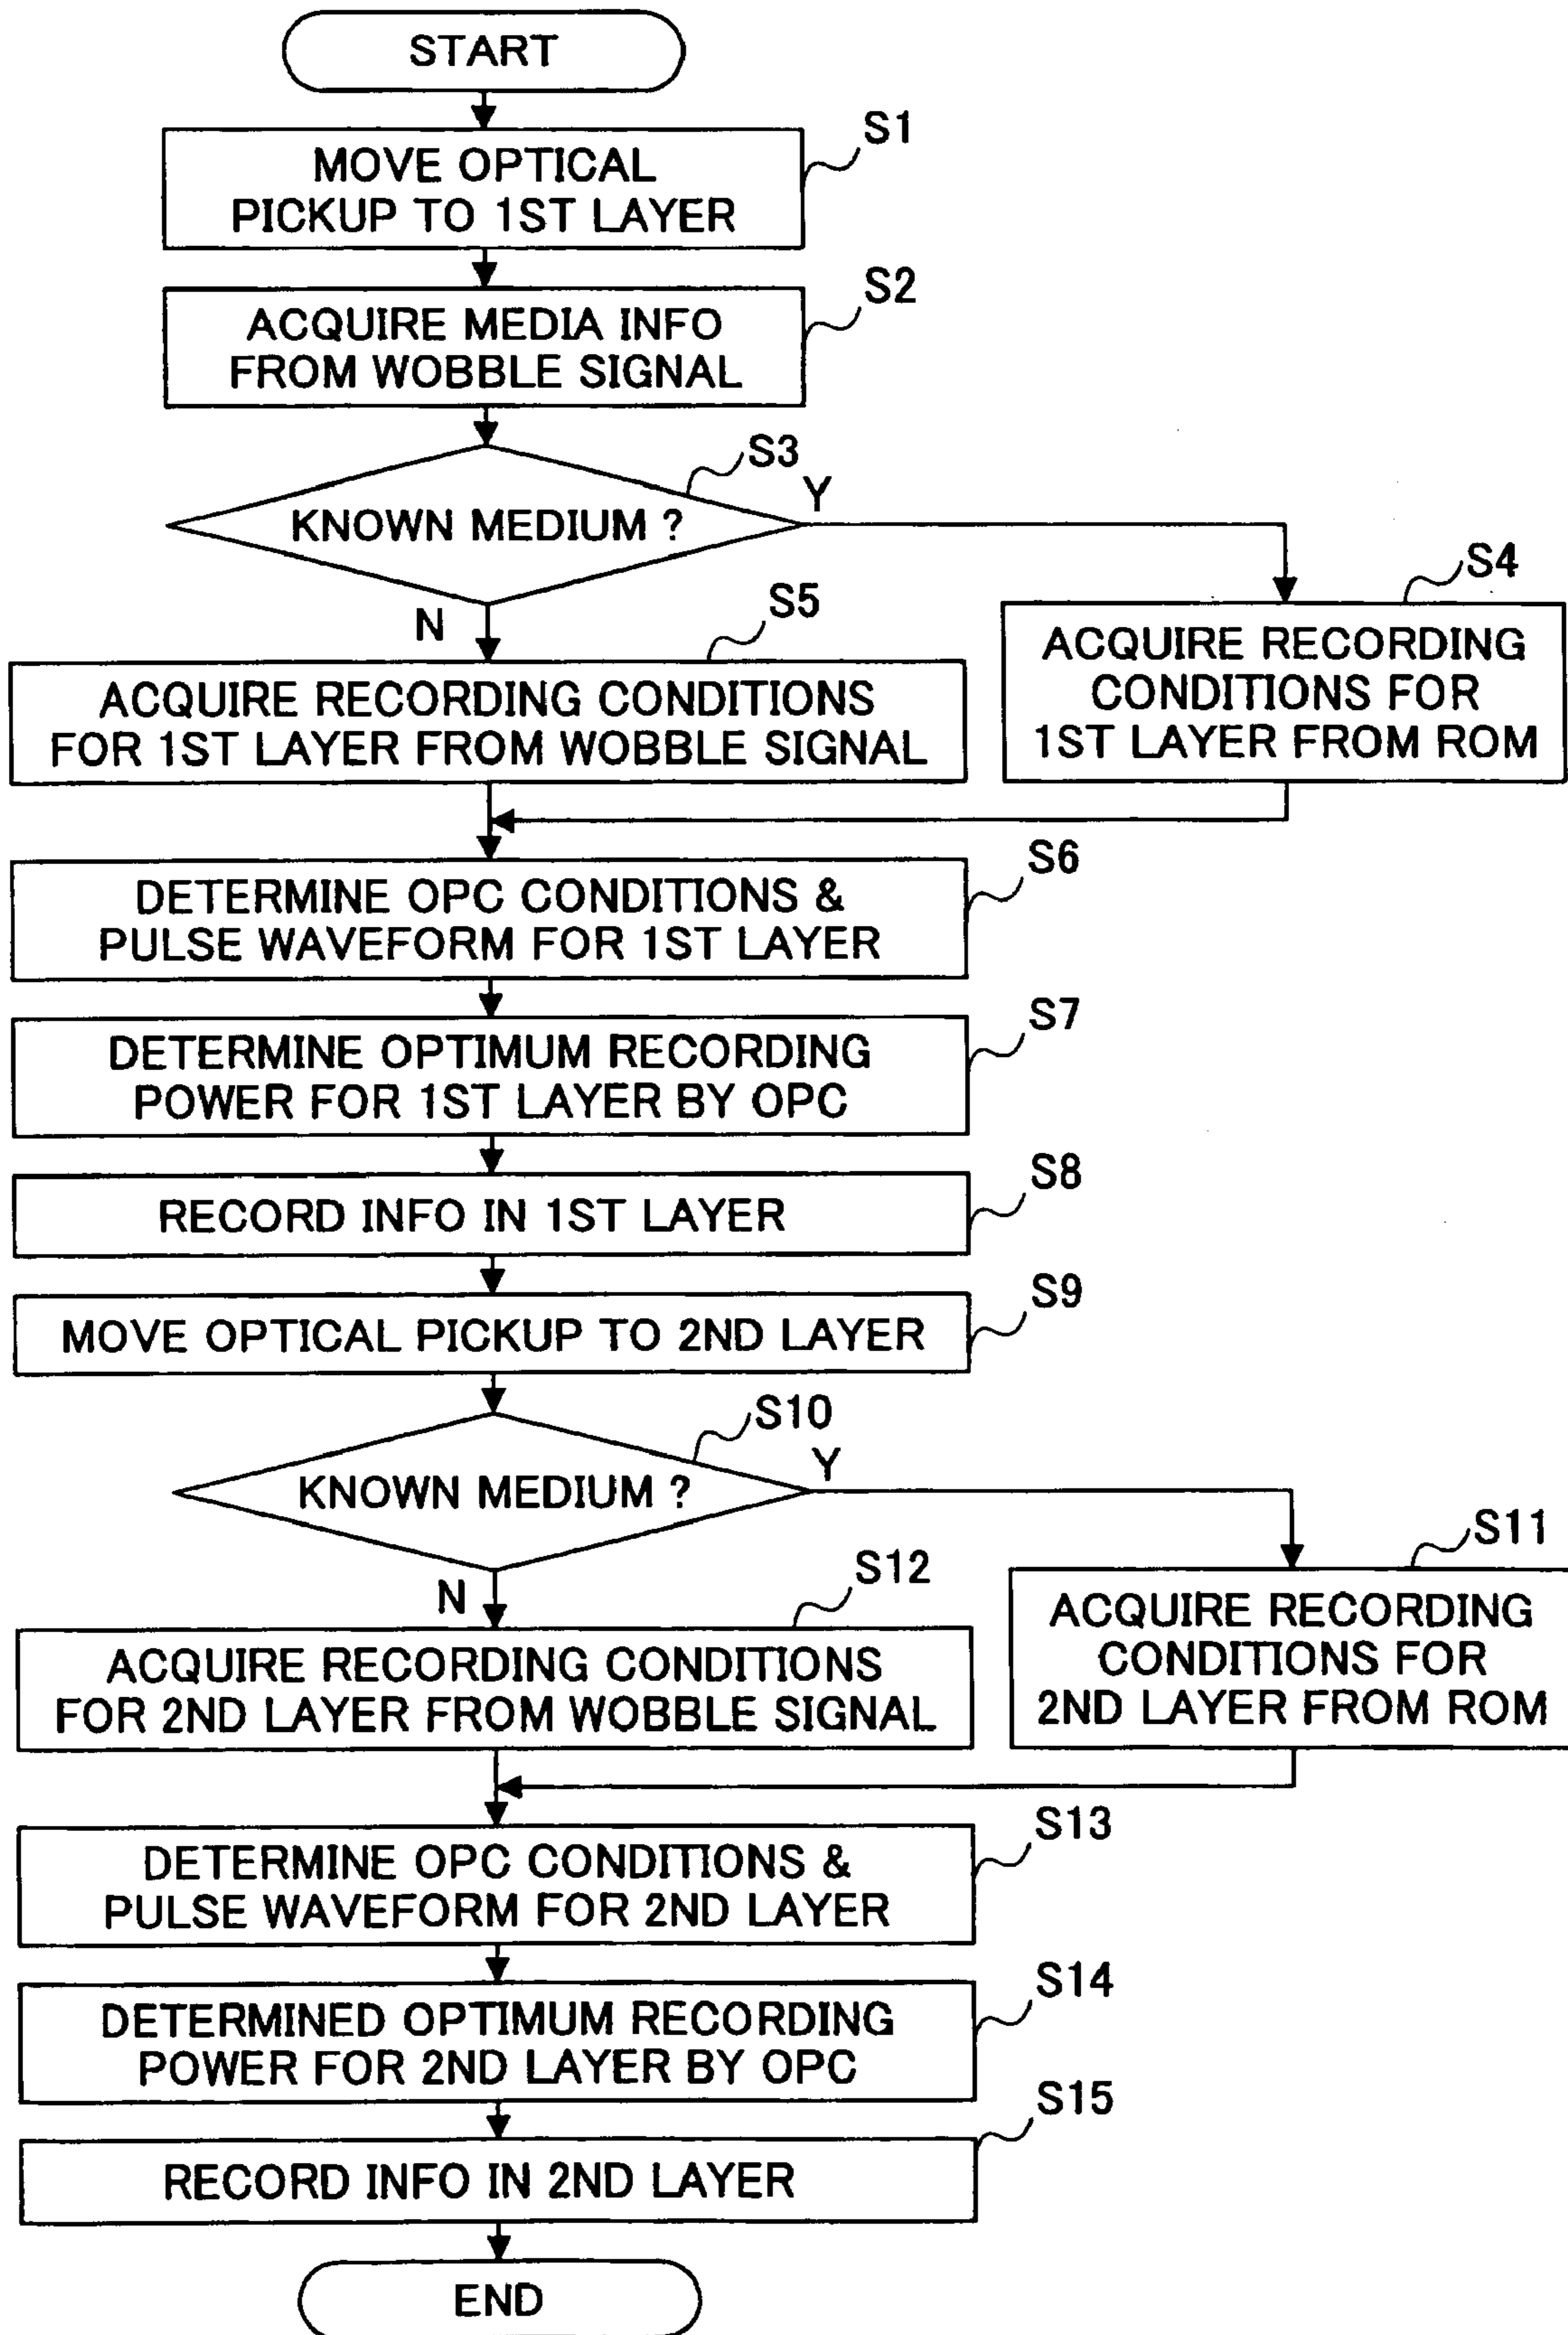 START
S1
MOVE OPTICAL
PICKUP TO 1ST LAYER
S2
ACQUIRE MEDIA INFO
FROM WOBBLE SIGNAL
S3
KNOWN MEDIUM ?
Y
N
S4
ACQUIRE RECORDING
CONDITIONS FOR
1ST LAYER FROM ROM
S5
ACQUIRE RECORDING CONDITIONS
FOR 1ST LAYER FROM WOBBLE SIGNAL
S6
DETERMINE OPC CONDITIONS &
PULSE WAVEFORM FOR 1ST LAYER
S7
DETERMINE OPTIMUM RECORDING
POWER FOR 1ST LAYER BY OPC
S8
RECORD INFO IN 1ST LAYER
S9
MOVE OPTICAL PICKUP TO 2ND LAYER
S10
KNOWN MEDIUM ?
Y
N
S11
ACQUIRE RECORDING
CONDITIONS FOR
2ND LAYER FROM ROM
S12
ACQUIRE RECORDING CONDITIONS
FOR 2ND LAYER FROM WOBBLE SIGNAL
S13
DETERMINE OPC CONDITIONS &
PULSE WAVEFORM FOR 2ND LAYER
S14
DETERMINED OPTIMUM RECORDING
POWER FOR 2ND LAYER BY OPC
S15
RECORD INFO IN 2ND LAYER
END